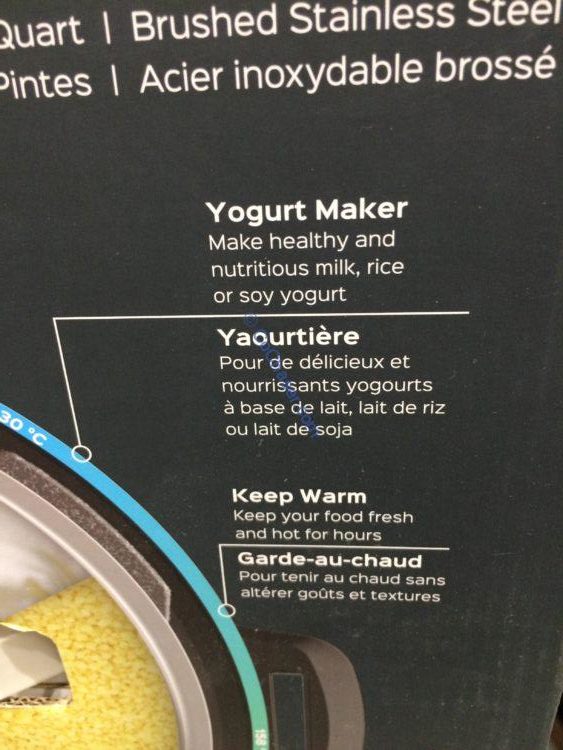 Quart | Brushed Stainless Steel
Pintes | Acier inoxydable brossé
Yogurt Maker
Make healthy and
nutritious milk, rice
or soy yogurt
Yaourtière
Pour de délicieux et
nourrissants yogourts
à base de lait, lait de riz
ou lait de soja
30 °C
Keep Warm
Keep your food fresh
and hot for hours
Garde-au-chaud
Pour tenir au chaud sans
altérer goûts et textures
158